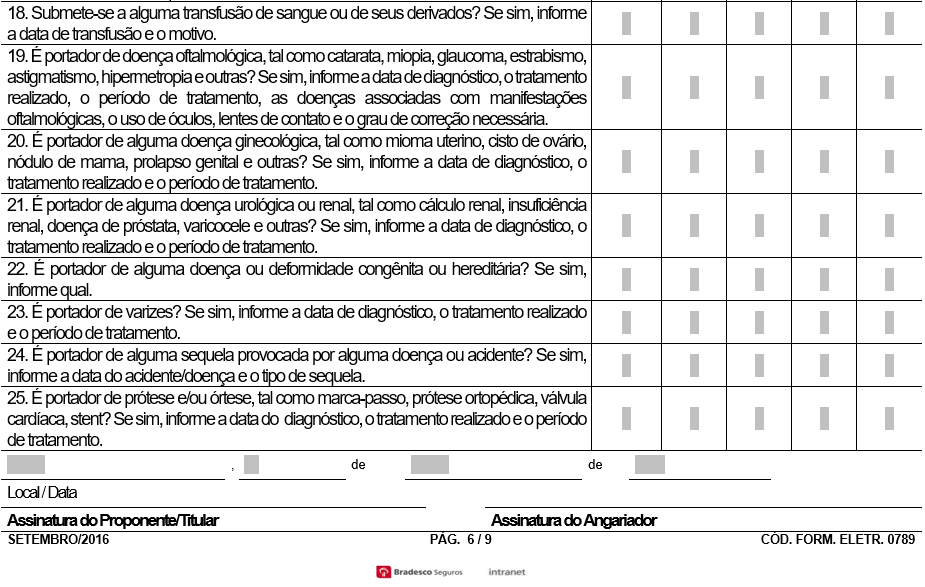 18. Submete-se a alguma transfusão de sangue ou de seus derivados? Se sim, informe
a data de transfusão e o motivo.
19. É portador de doença oftalmológica, tal como catarata, miopia, glaucoma, estrabismo,
astigmatismo, hipermetropia e outras? Se sim, informe a data de diagnóstico, o tratamento
realizado, o período de tratamento, as doenças associadas com manifestações
oftalmológicas, o uso de óculos, lentes de contato e o grau de correção necessária.
20. É portador de alguma doença ginecológica, tal como mioma uterino, cisto de ovário,
nódulo de mama, prolapso genital e outras? Se sim, informe a data de diagnóstico, o
tratamento realizado e o período de tratamento.
21. É portador de alguma doença urológica ou renal, tal como cálculo renal, insuficiência
renal, doença de próstata, varicocele e outras? Se sim, informe a data de diagnóstico, o
tratamento realizado e o período de tratamento.
22. É portador de alguma doença ou deformidade congênita ou hereditária? Se sim,
informe qual.
23. É portador de varizes? Se sim, informe a data de diagnóstico, o tratamento realizado
e o período de tratamento.
24. É portador de alguma sequela provocada por alguma doença ou acidente? Se sim,
informe a data do acidente/doença e o tipo de sequela.
25. É portador de prótese e/ou órtese, tal como marca-passo, prótese ortopédica, válvula
cardíaca, stent? Se sim, informe a data do diagnóstico, o tratamento realizado e o período
de tratamento.
, de de
Local / Data
Assinatura do Proponente/Titular Assinatura do Angariador
SETEMBRO/2016 PÁG. 6 / 9 CÓD. FORM. ELETR. 0789
Bradesco Seguros intranet